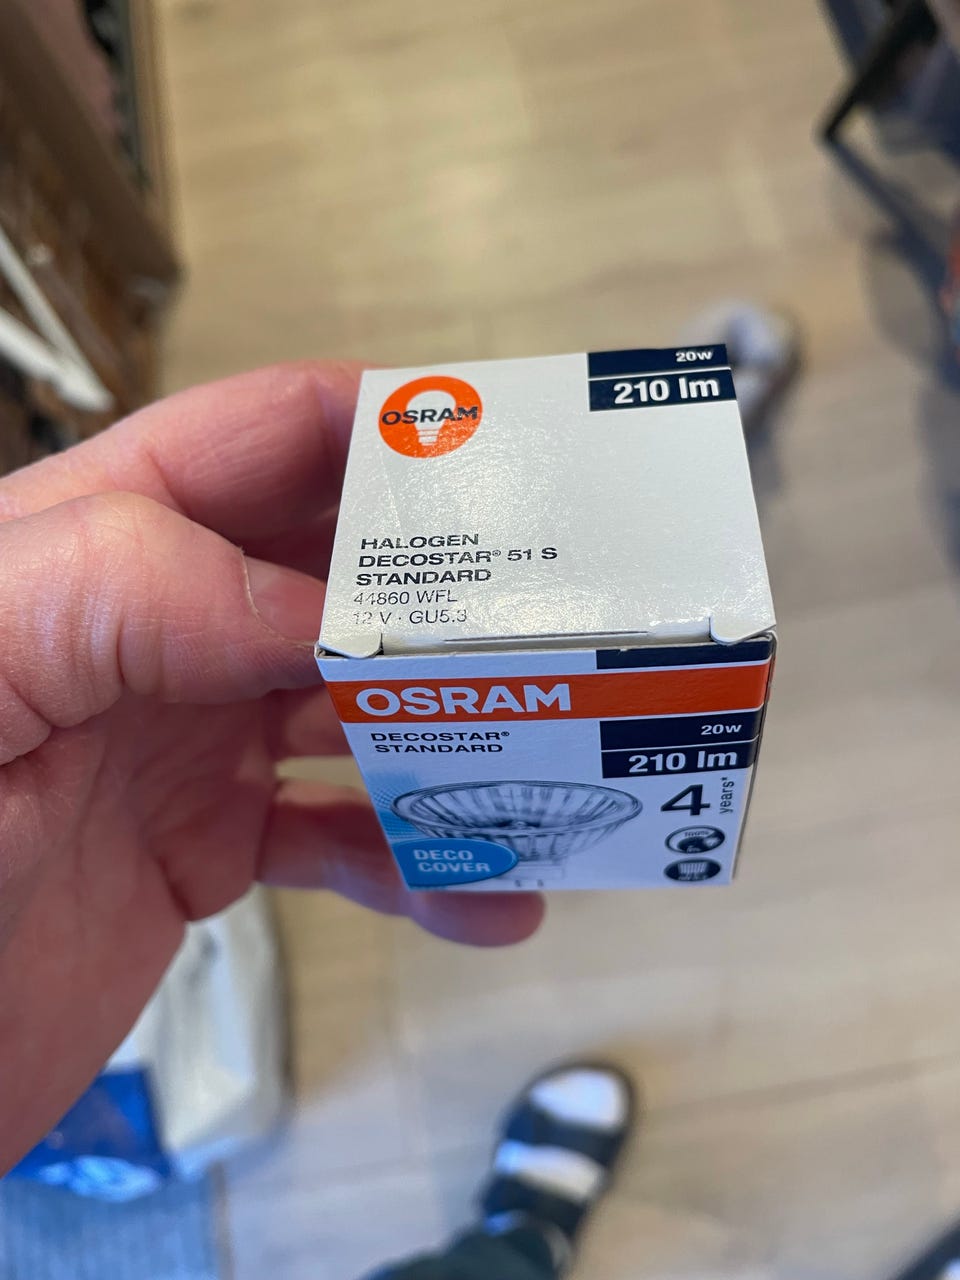 OSRAM
20w
210 lm
HALOGEN
DECOSTAR® 51 S
STANDARD
44860 WFL
12 V · GU5.3
OSRAM
DECOSTAR®
STANDARD
20w
210 lm
4 years*
100%
DECO
COVER